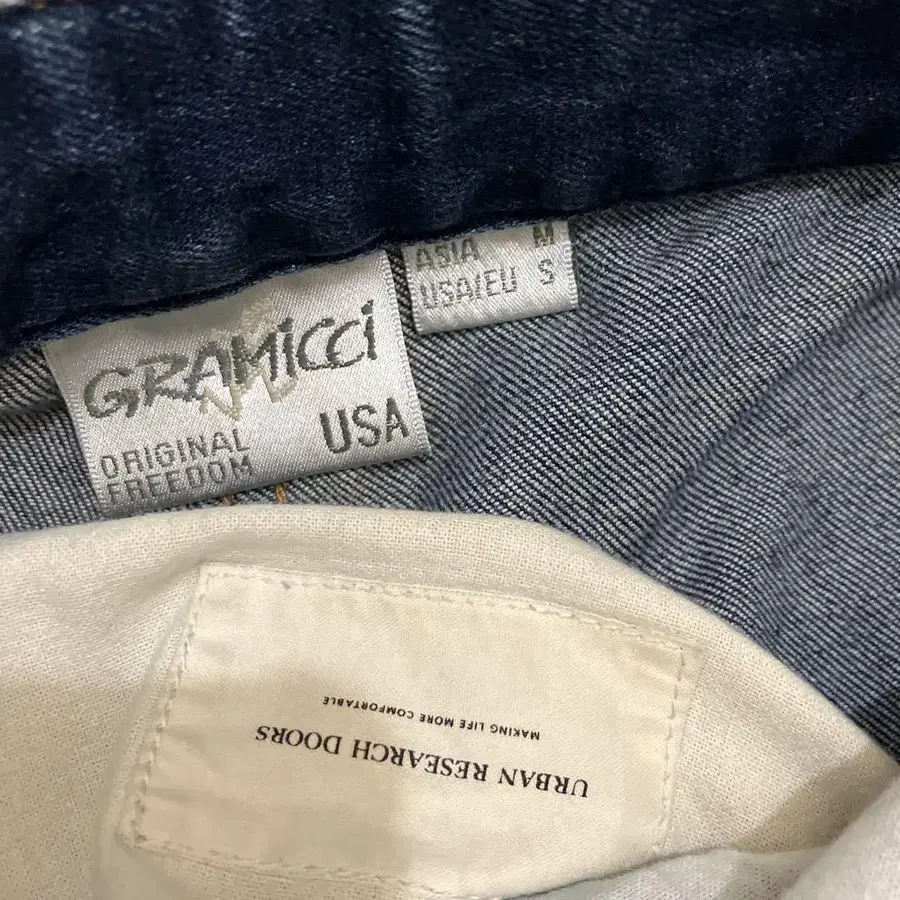 ASIA M
USA/EU S
GRAMiCCi
ORIGINAL FREEDOM
USA
URBAN RESEARCH DOORS
MAKING LIFE MORE COMFORTABLE